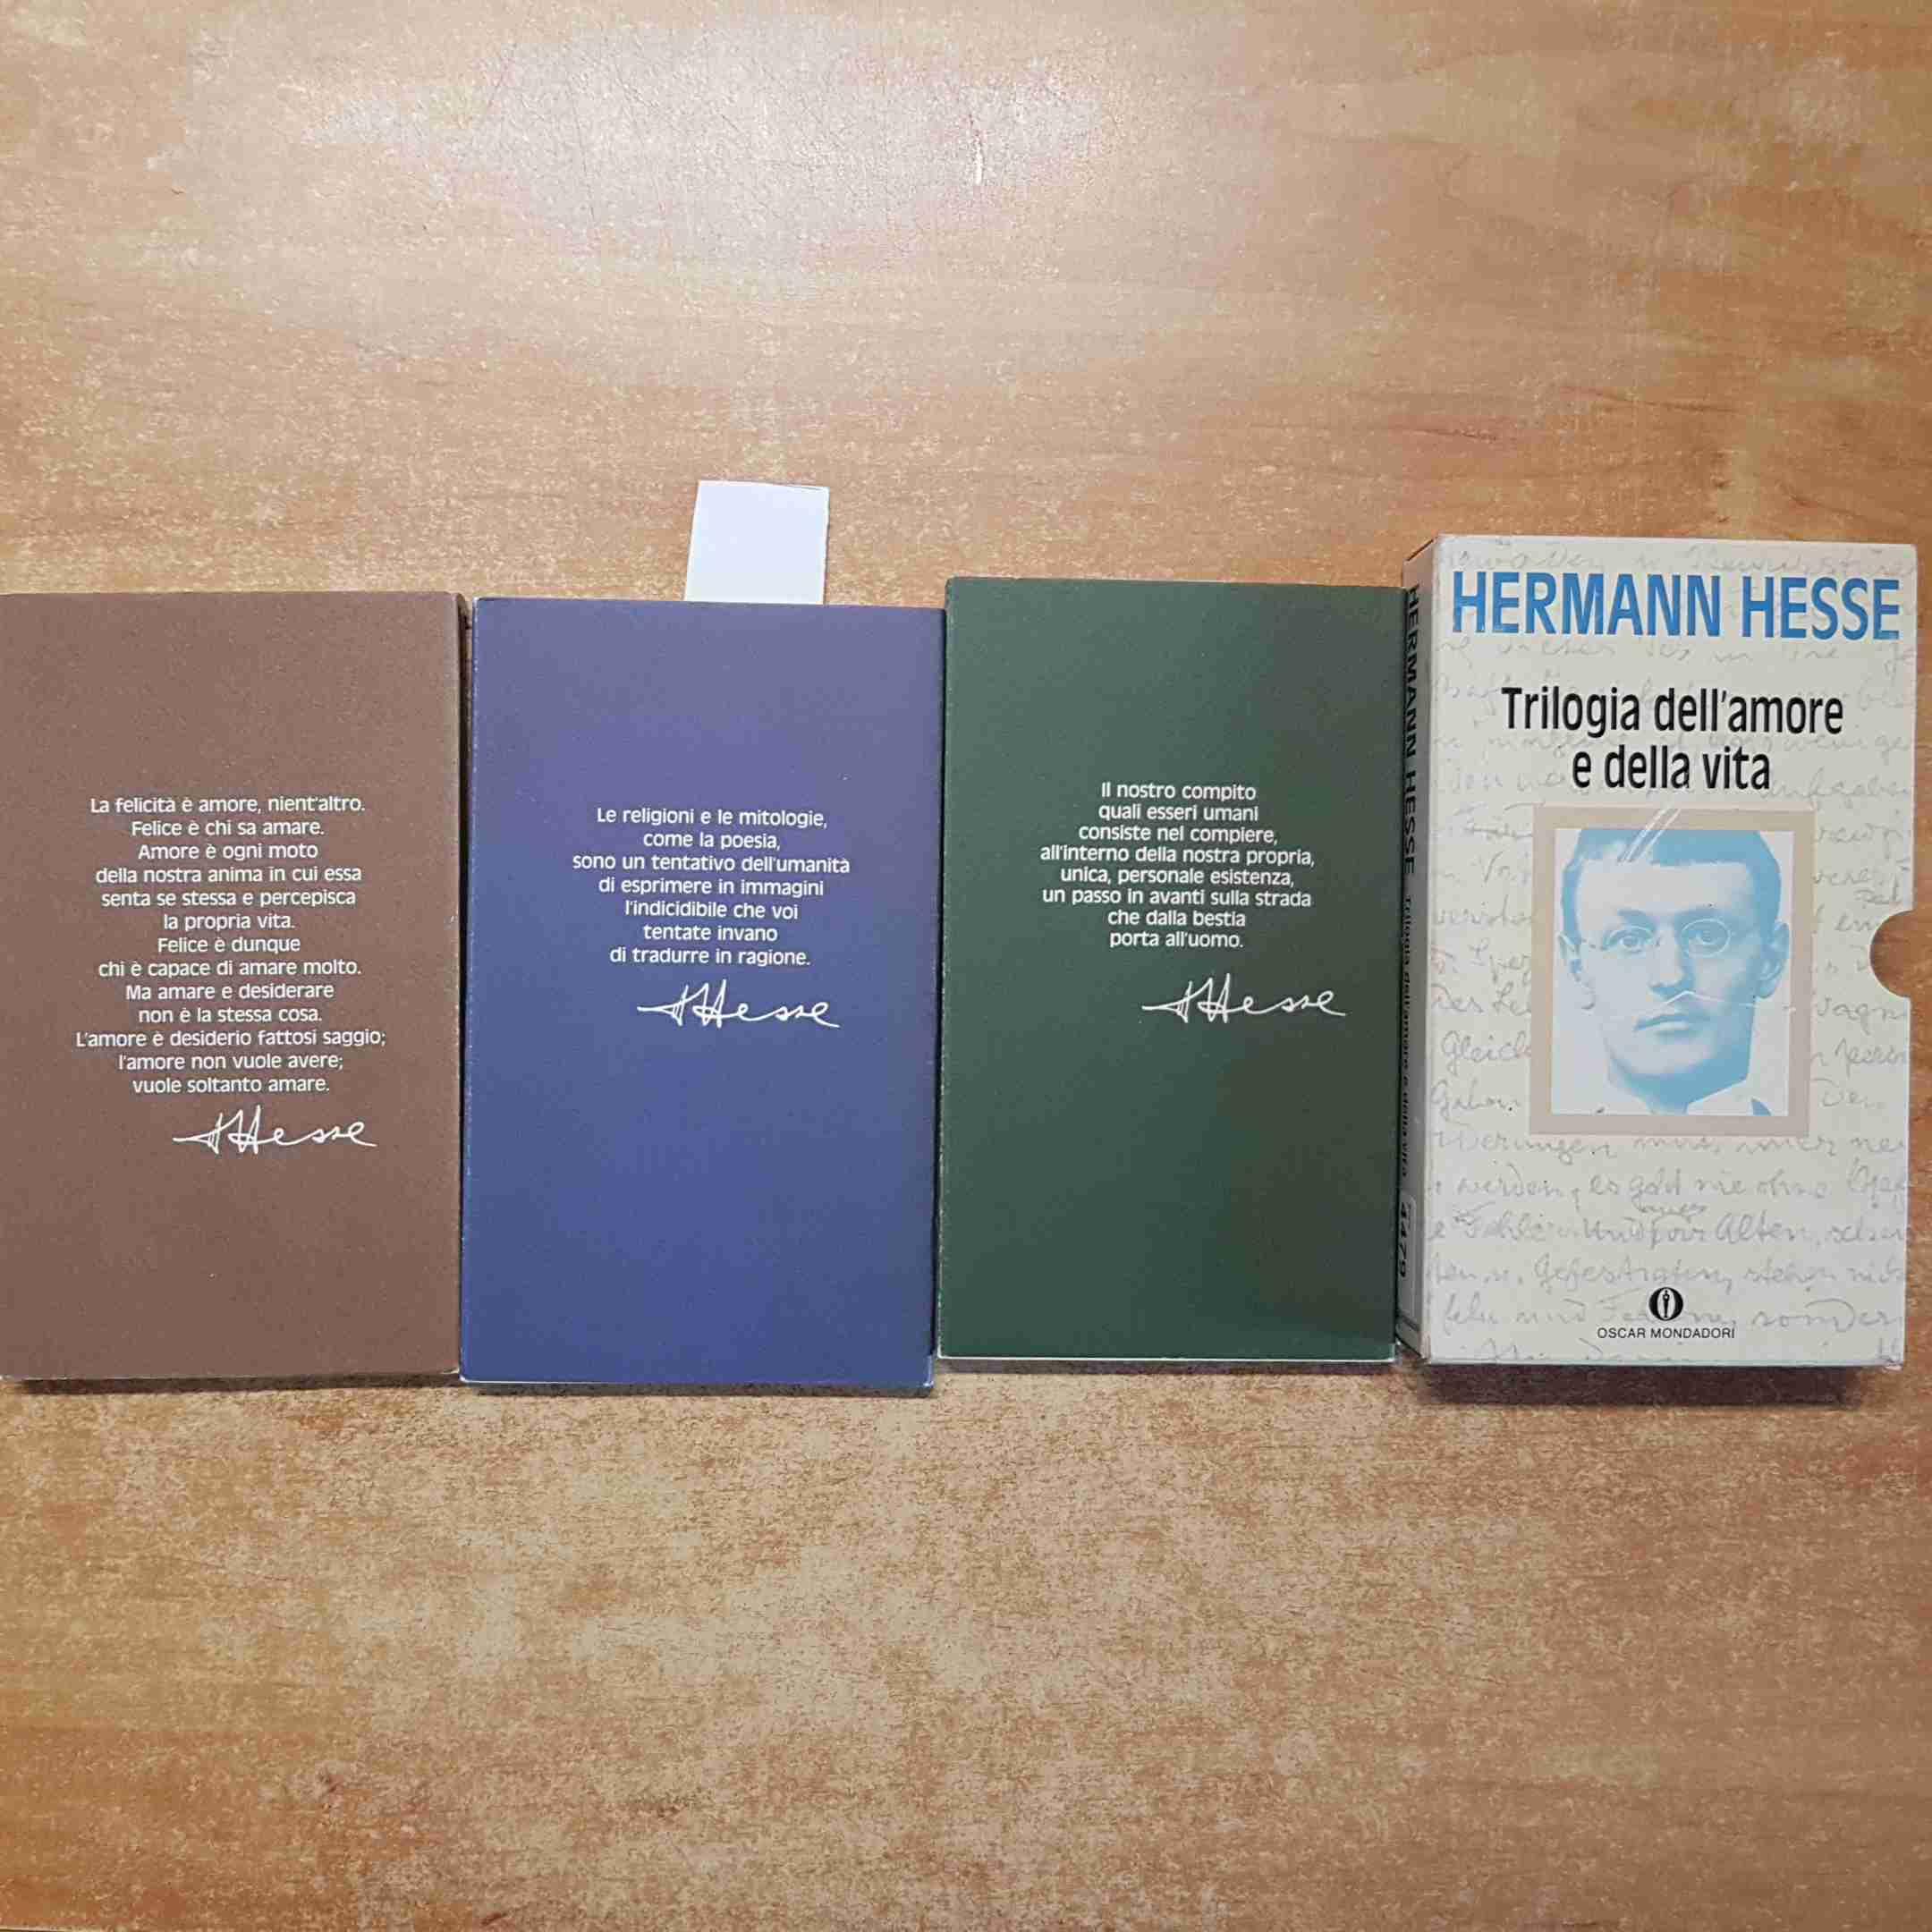 La felicità è amore, nient'altro.
Felice è chi sa amare.
Amore è ogni moto
della nostra anima in cui essa
senta se stessa e percepisca
la propria vita.
Felice è dunque
chi è capace di amare molto.
Ma amare e desiderare
non è la stessa cosa.
L'amore è desiderio fattosi saggio;
l'amore non vuole avere;
vuole soltanto amare.
HHesse
Le religioni e le mitologie,
come la poesia,
sono un tentativo dell'umanità
di esprimere in immagini
l'indicidibile che voi
tentate invano
di tradurre in ragione.
HHesse
Il nostro compito
quali esseri umani
consiste nel compiere,
all'interno della nostra propria,
unica, personale esistenza,
un passo in avanti sulla strada
che dalla bestia
porta all'uomo.
HHesse
HERMANN HESSE Trilogia dell'amore e della vita 1479
HERMANN HESSE
Trilogia dell'amore
e della vita
OSCAR MONDADORI